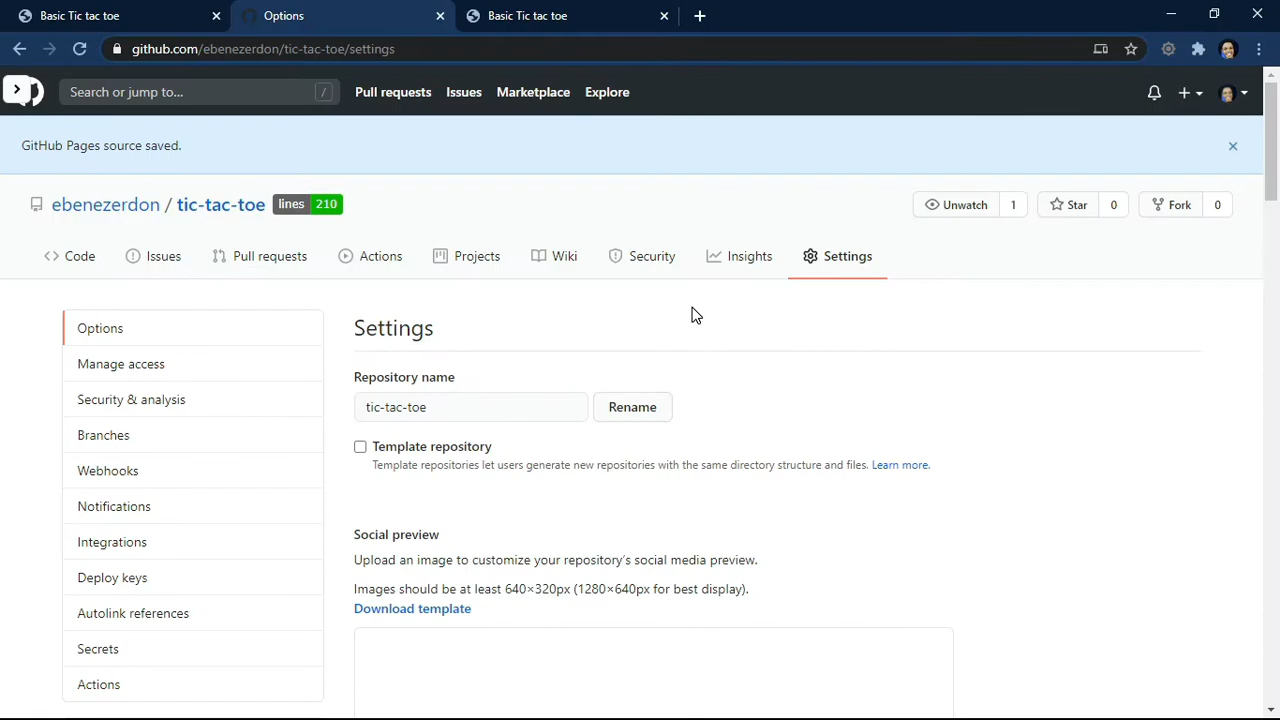 Basic Tic tac toe
Options
Basic Tic tac toe
github.com/ebenezerdon/tic-tac-toe/settings
Search or jump to...
/
Pull requests
Issues
Marketplace
Explore
GitHub Pages source saved.
ebenezerdon / tic-tac-toe
lines 210
Unwatch 1
Star 0
Fork 0
Code
Issues
Pull requests
Actions
Projects
Wiki
Security
Insights
Settings
Options
Manage access
Security & analysis
Branches
Webhooks
Notifications
Integrations
Deploy keys
Autolink references
Secrets
Actions
Settings
Repository name
tic-tac-toe
Rename
Template repository
Template repositories let users generate new repositories with the same directory structure and files. Learn more.
Social preview
Upload an image to customize your repository's social media preview.
Images should be at least 640×320px (1280×640px for best display).
Download template